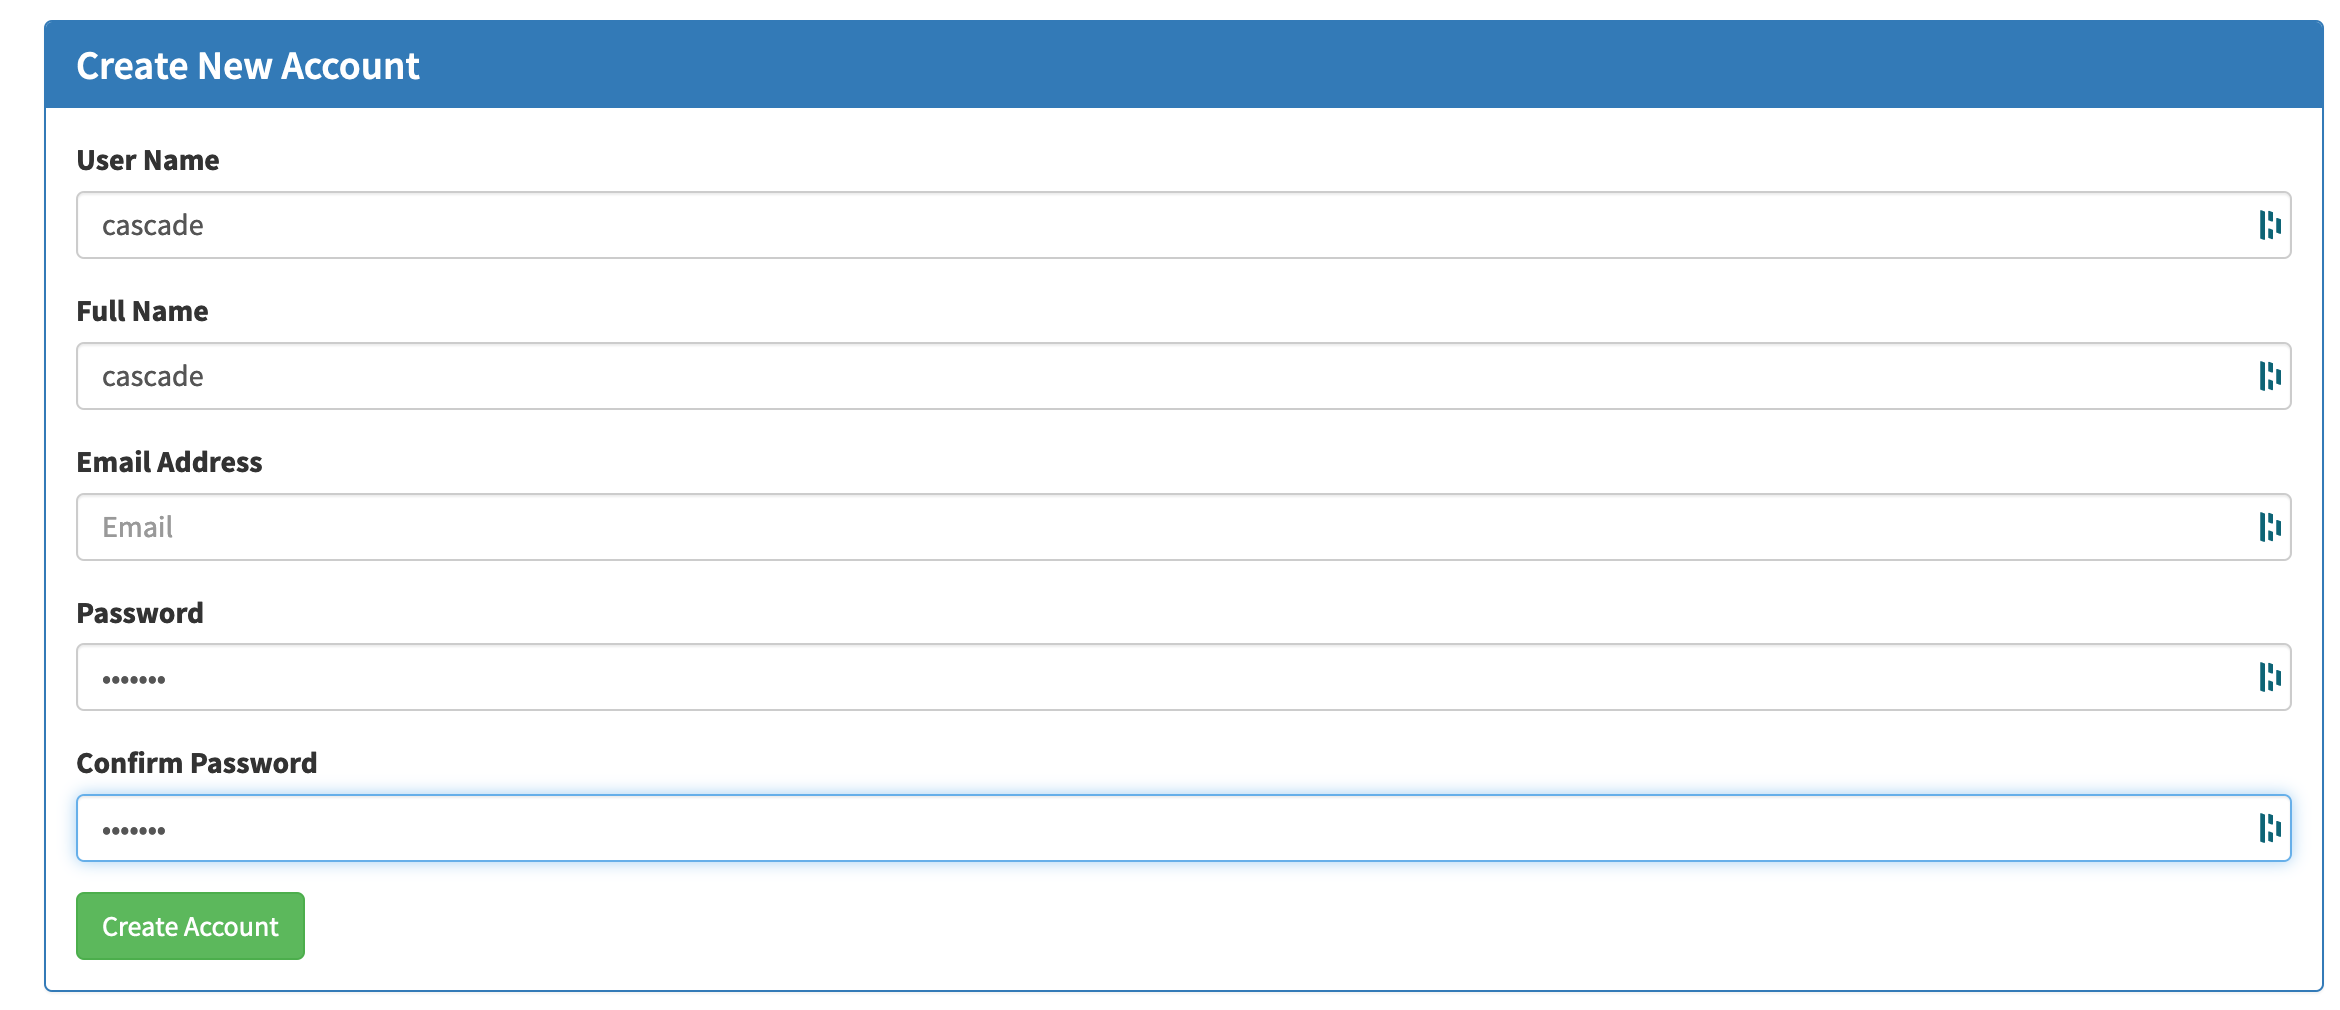 Create New Account
User Name
cascade
Full Name
cascade
Email Address
Email
Password
•••••••
Confirm Password
•••••••
Create Account